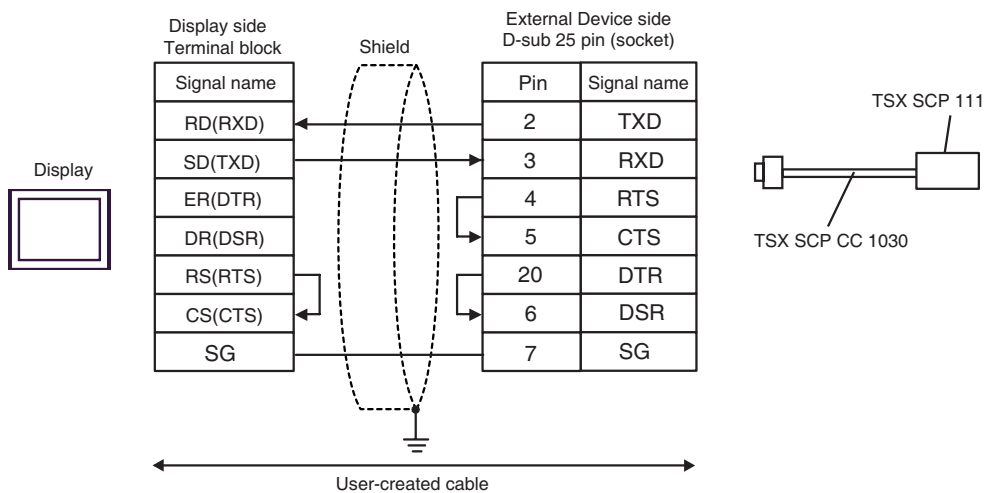 Display side
Terminal block
Shield
External Device side
D-sub 25 pin (socket)
Signal name
Pin
Signal name
RD(RXD)
2
TXD
SD(TXD)
3
RXD
ER(DTR)
4
RTS
DR(DSR)
5
CTS
RS(RTS)
20
DTR
CS(CTS)
6
DSR
SG
7
SG
Display
TSX SCP 111
TSX SCP CC 1030
User-created cable